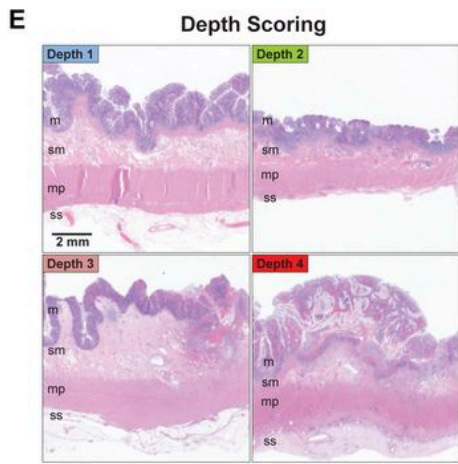 E
Depth Scoring
Depth 1
m
sm
mp
ss
2 mm
Depth 2
m
sm
mp
ss
Depth 3
m
sm
mp
ss
Depth 4
m
sm
mp
ss